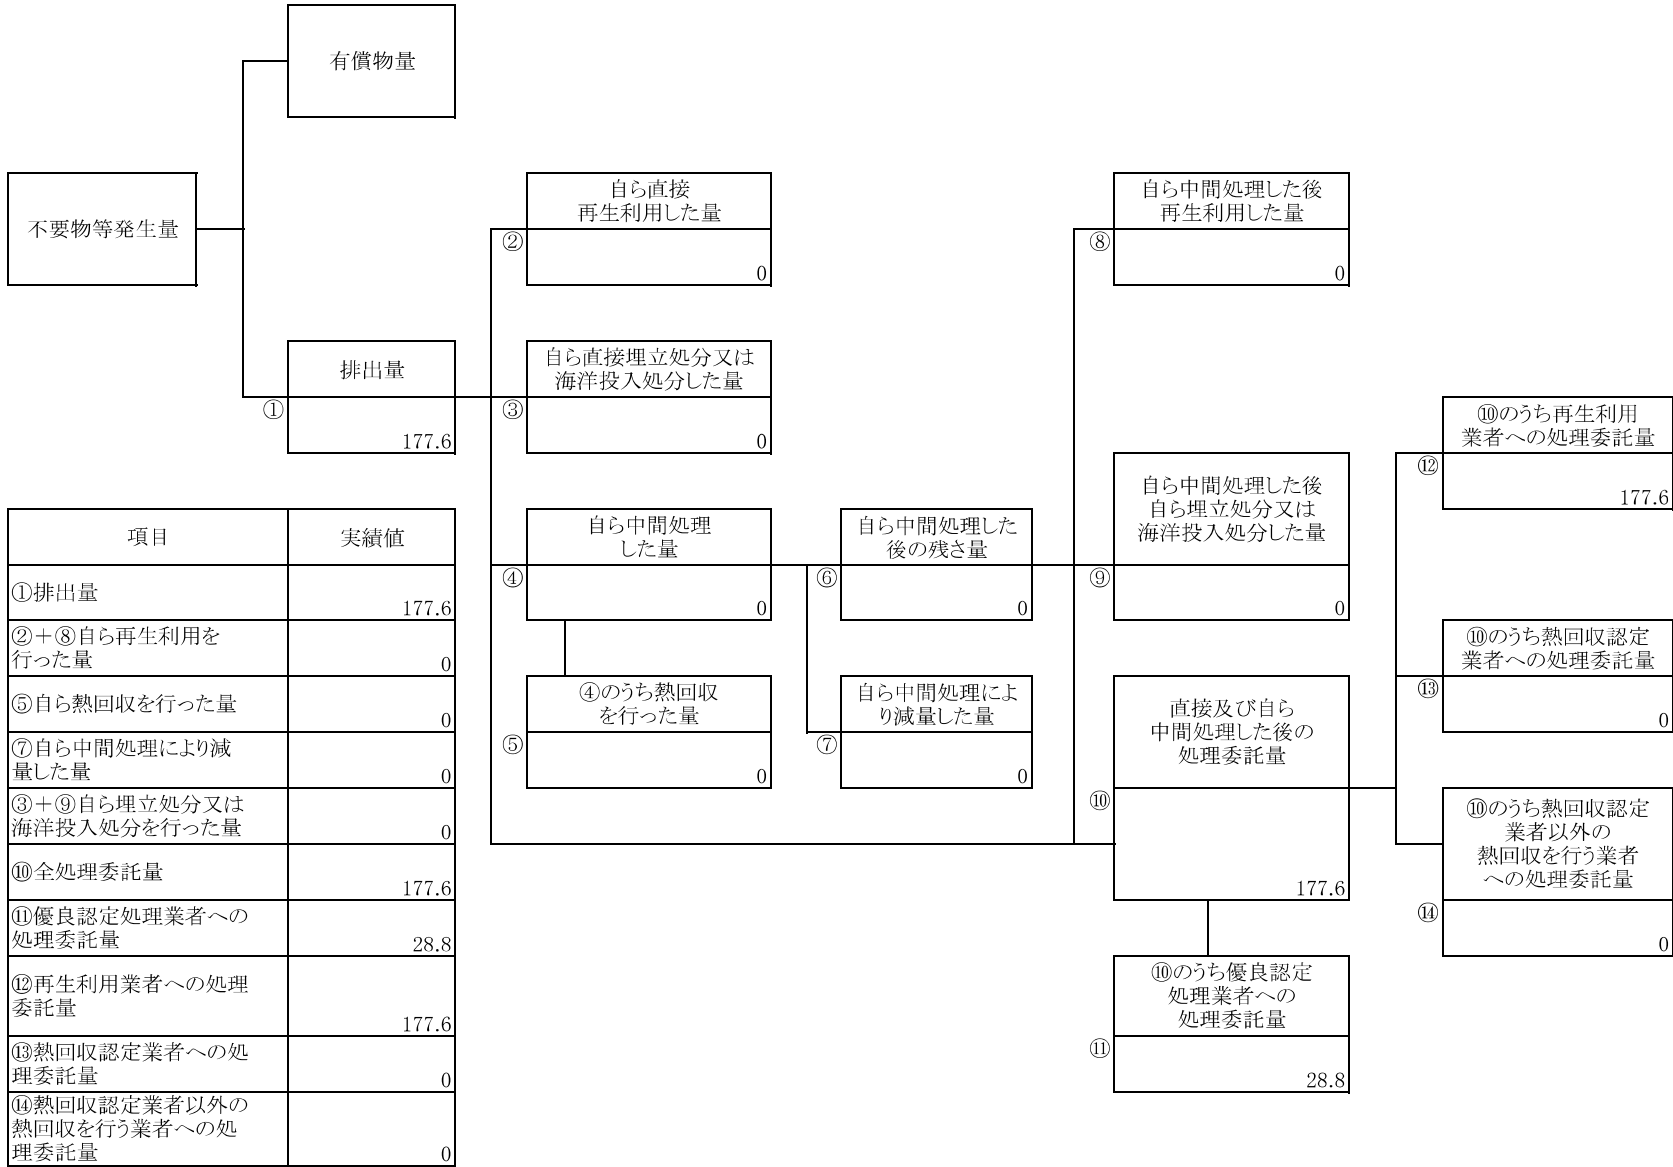 有償物量
不要物等発生量
自ら直接
再生利用した量
②
0
自ら中間処理した後
再生利用した量
⑧
0
排出量
①
177.6
自ら直接埋立処分又は
海洋投入処分した量
③
0
⑩のうち再生利用
業者への処理委託量
⑫
177.6
自ら中間処理
した量
④
0
自ら中間処理した
後の残さ量
⑥
0
自ら中間処理した後
自ら埋立処分又は
海洋投入処分した量
⑨
0
⑩のうち熱回収認定
業者への処理委託量
⑬
0
④のうち熱回収
を行った量
⑤
0
自ら中間処理によ
り減量した量
⑦
0
直接及び自ら
中間処理した後の
処理委託量
⑩
177.6
⑩のうち熱回収認定
業者以外の
熱回収を行う業者
への処理委託量
⑭
0
⑩のうち優良認定
処理業者への
処理委託量
⑪
28.8
項目 実績値
①排出量
177.6
②＋⑧自ら再生利用を
行った量
0
⑤自ら熱回収を行った量
0
⑦自ら中間処理により減
量した量
0
③＋⑨自ら埋立処分又は
海洋投入処分を行った量
0
⑩全処理委託量
177.6
⑪優良認定処理業者への
処理委託量
28.8
⑫再生利用業者への処理
委託量
177.6
⑬熱回収認定業者への処
理委託量
0
⑭熱回収認定業者以外の
熱回収を行う業者への処
理委託量
0